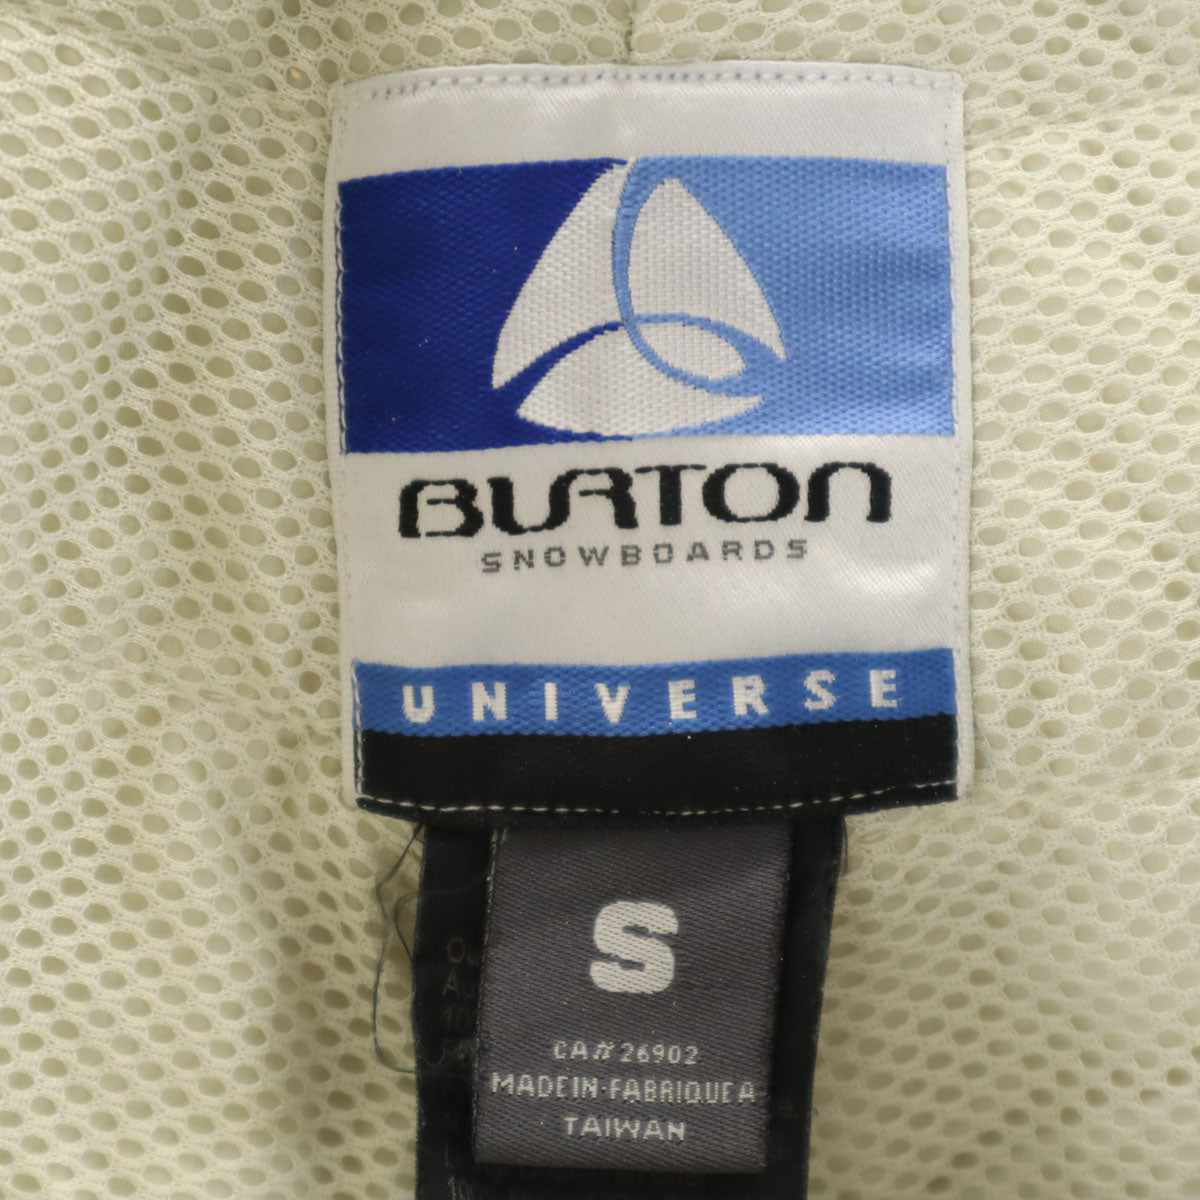 BURTON
SNOWBOARDS
UNIVERSE
S
CA#26902
MADE IN-FABRIQUE A
TAIWAN